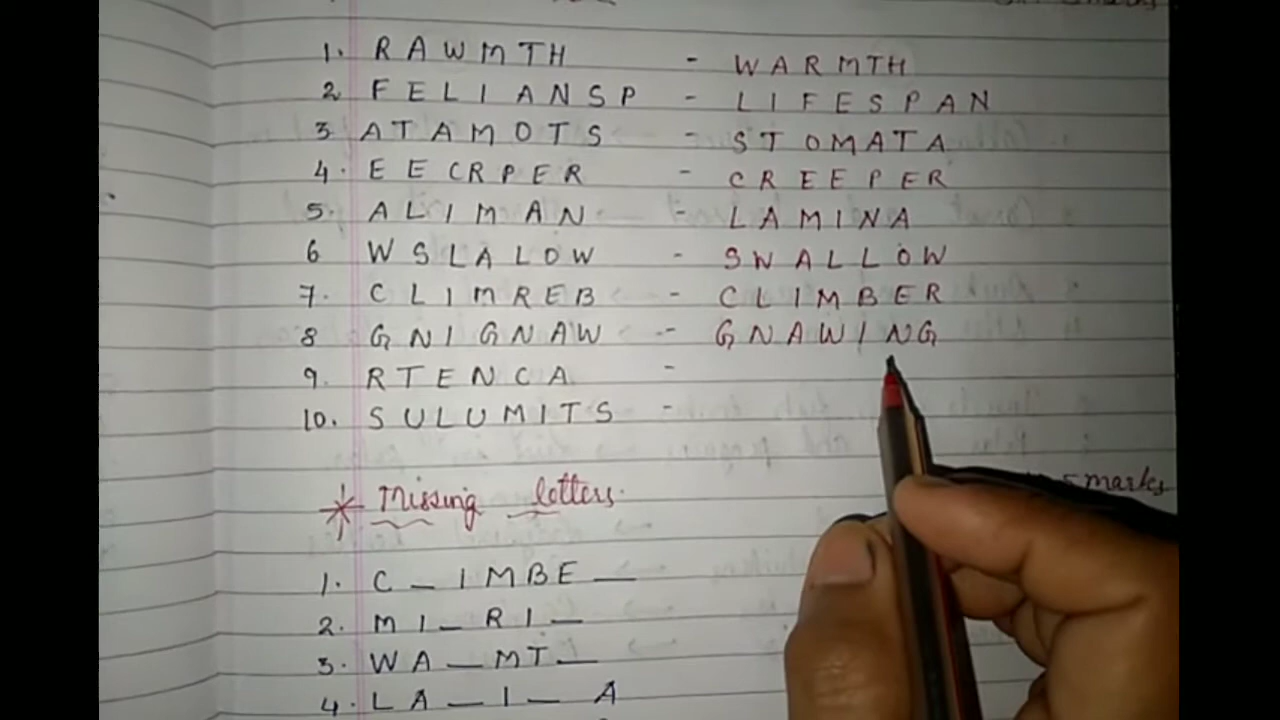 1. RAWMTH - WARMTH
2 FELIANSP - LIFESPAN
3 ATAMOTS - STOMATA
4. EECRPER - CREEPER
5. ALIMAN - LAMINA
6 WSLALOW - SWALLOW
7. CLIMREB - CLIMBER
8 GNIGNAW - GNAWING
9. RTENCA -
10. SULUMITS -
* Missing letters. 5 marks
1. C _ IMBE _
2. MI _ RI _
3. WA _ MT _
4. LA _ I _ A